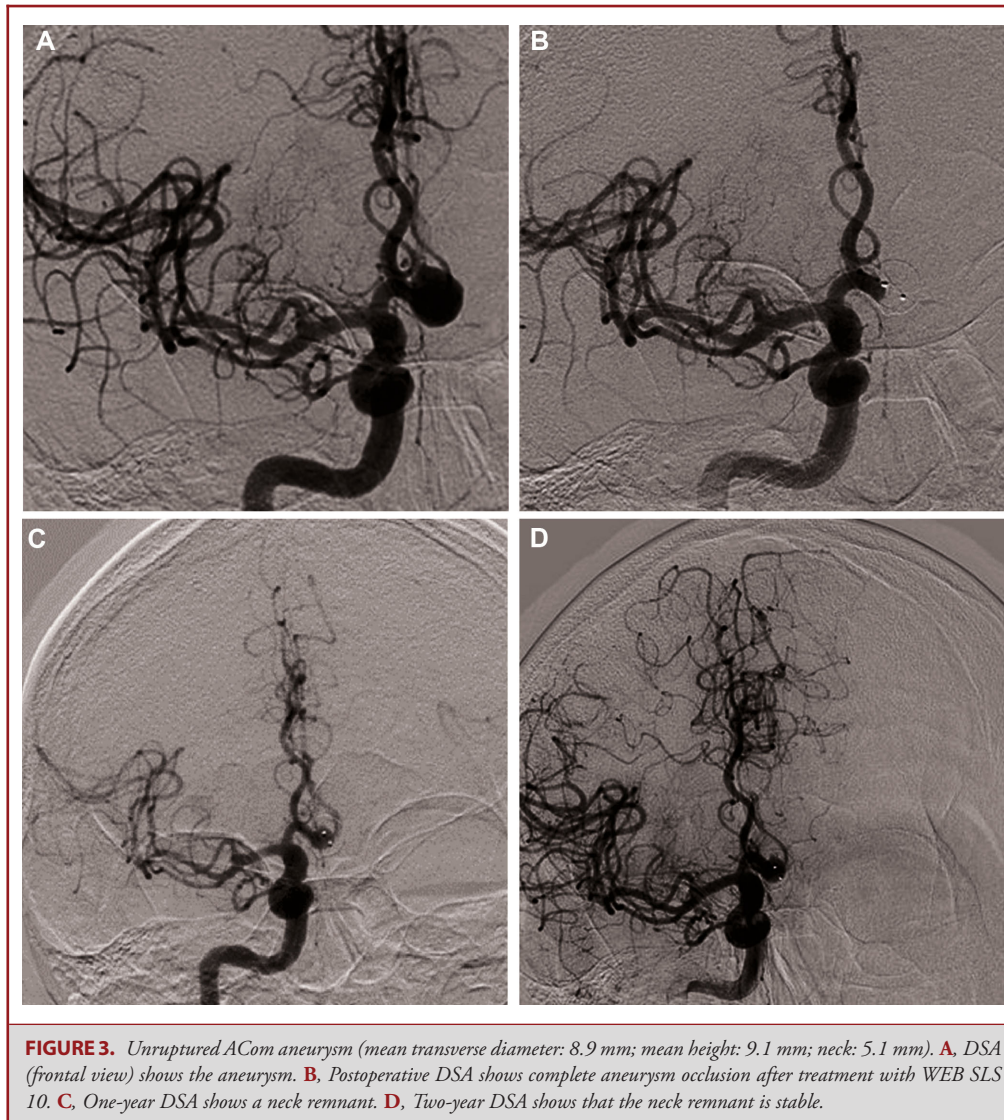 A
B
C
D
FIGURE 3. Unruptured ACom aneurysm (mean transverse diameter: 8.9 mm; mean height: 9.1 mm; neck: 5.1 mm). A, DSA
(frontal view) shows the aneurysm. B, Postoperative DSA shows complete aneurysm occlusion after treatment with WEB SLS
10. C, One-year DSA shows a neck remnant. D, Two-year DSA shows that the neck remnant is stable.